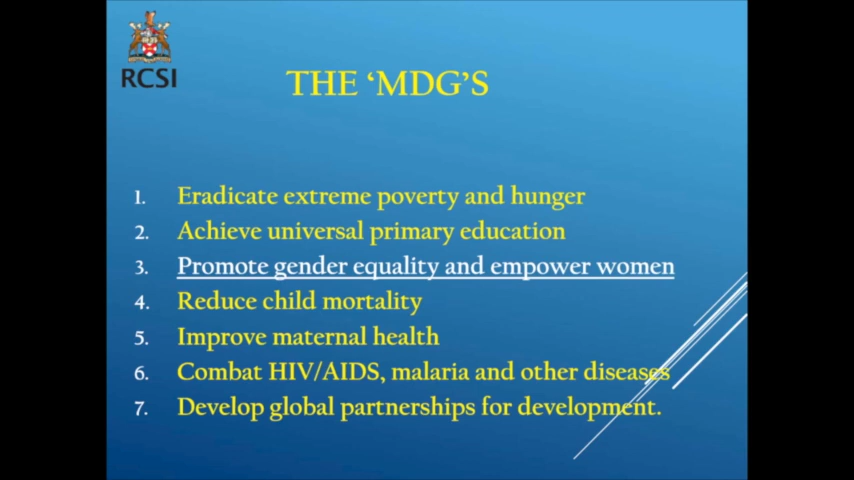 RCSI
THE ‘MDG’S
1. Eradicate extreme poverty and hunger
2. Achieve universal primary education
3. Promote gender equality and empower women
4. Reduce child mortality
5. Improve maternal health
6. Combat HIV/AIDS, malaria and other diseases
7. Develop global partnerships for development.